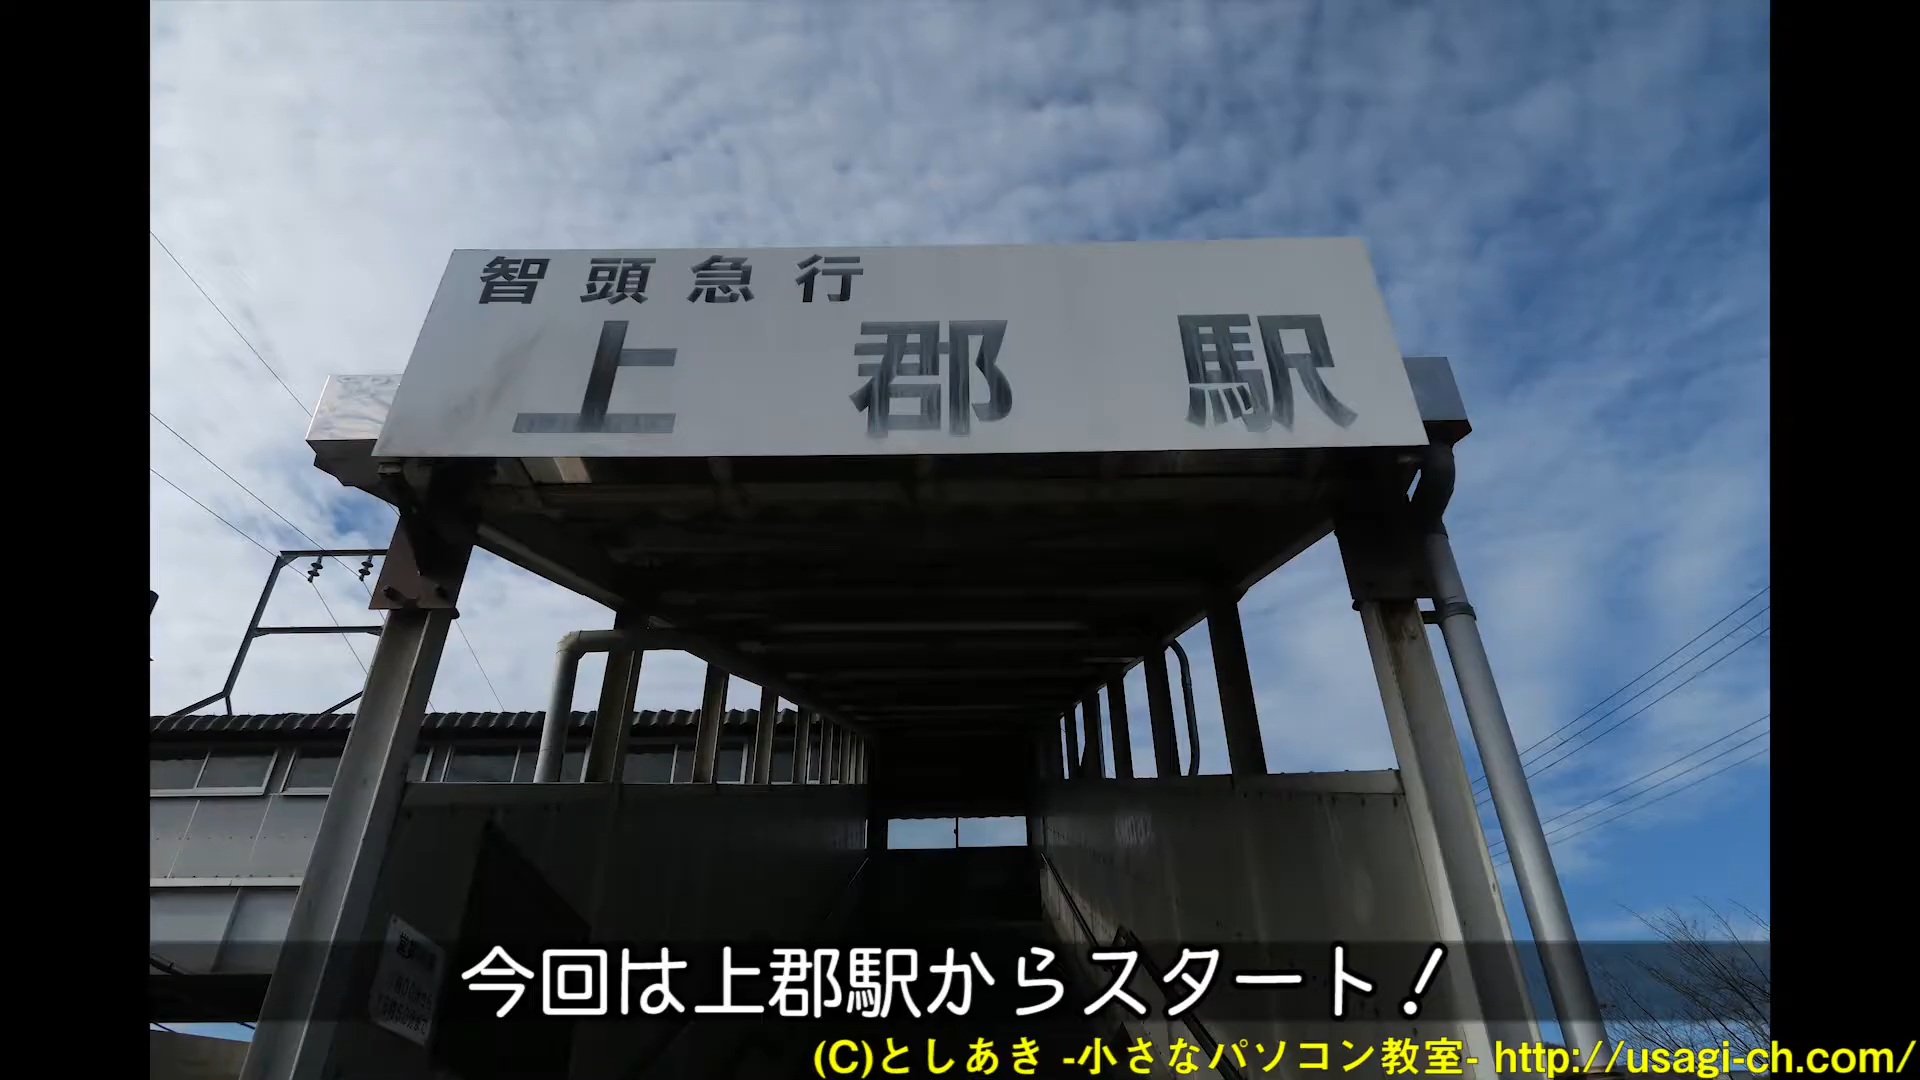 智頭急行
上郡駅
今回は上郡駅からスタート！
(C)としあき -小さなパソコン教室- http://usagi-ch.com/